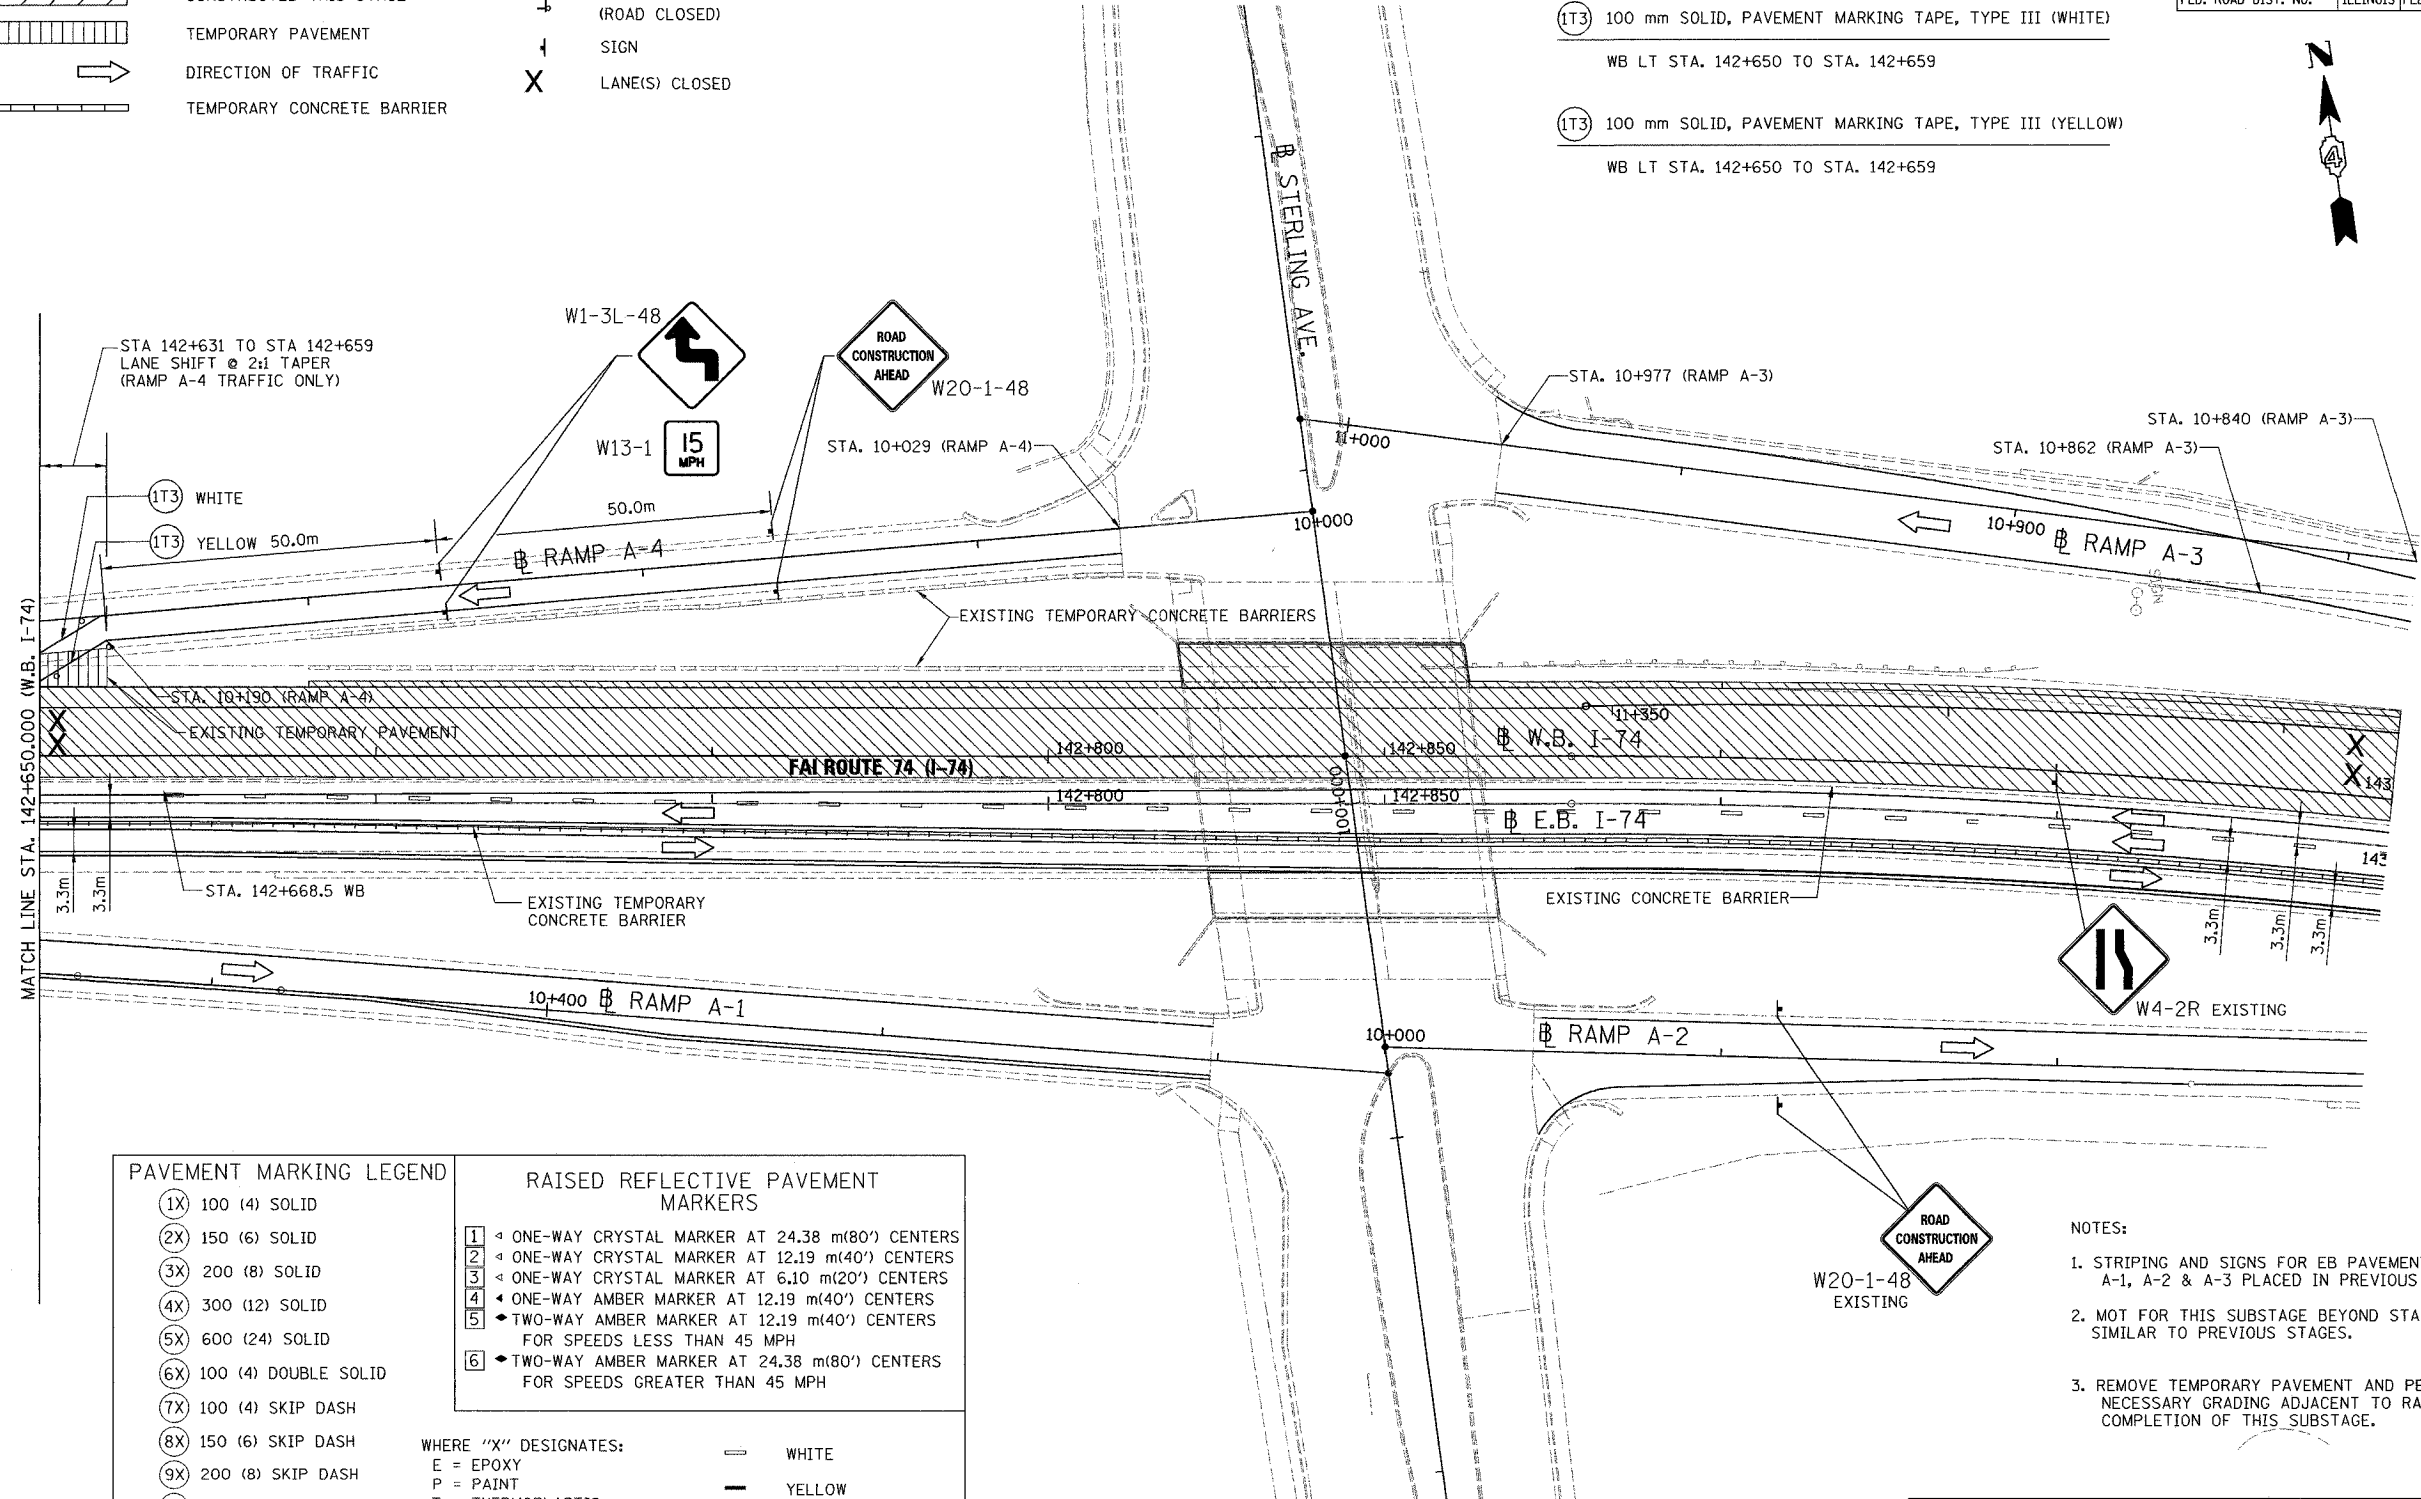 TEMPORARY PAVEMENT
DIRECTION OF TRAFFIC
TEMPORARY CONCRETE BARRIER
(ROAD CLOSED)
SIGN
X LANE(S) CLOSED
1T3 100 mm SOLID, PAVEMENT MARKING TAPE, TYPE III (WHITE)
WB LT STA. 142+650 TO STA. 142+659
1T3 100 mm SOLID, PAVEMENT MARKING TAPE, TYPE III (YELLOW)
WB LT STA. 142+650 TO STA. 142+659
N
4
℄ STERLING AVE.
STA 142+631 TO STA 142+659
LANE SHIFT @ 2:1 TAPER
(RAMP A-4 TRAFFIC ONLY)
W1-3L-48
W13-1
15
MPH
ROAD
CONSTRUCTION
AHEAD
W20-1-48
STA. 10+029 (RAMP A-4)
STA. 10+977 (RAMP A-3)
11+000
STA. 10+840 (RAMP A-3)
STA. 10+862 (RAMP A-3)
1T3 WHITE
1T3 YELLOW
50.0m
50.0m
℄ RAMP A-4
10+000
10+900
℄ RAMP A-3
SIGN
EXISTING TEMPORARY CONCRETE BARRIERS
MATCH LINE STA. 142+650.000 (W.B. I-74)
STA. 10+190 (RAMP A-4)
EXISTING TEMPORARY PAVEMENT
X
X
FAI ROUTE 74 (I-74)
142+800
142+850
11+350
℄ W.B. I-74
X
X
143
142+800
100+000
142+850
℄ E.B. I-74
143
3.3m
3.3m
STA. 142+668.5 WB
EXISTING TEMPORARY
CONCRETE BARRIER
EXISTING CONCRETE BARRIER
3.3m
3.3m
3.3m
W4-2R EXISTING
10+400
℄ RAMP A-1
10+000
℄ RAMP A-2
ROAD
CONSTRUCTION
AHEAD
W20-1-48
EXISTING
PAVEMENT MARKING LEGEND
1X 100 (4) SOLID
2X 150 (6) SOLID
3X 200 (8) SOLID
4X 300 (12) SOLID
5X 600 (24) SOLID
6X 100 (4) DOUBLE SOLID
7X 100 (4) SKIP DASH
8X 150 (6) SKIP DASH
9X 200 (8) SKIP DASH
RAISED REFLECTIVE PAVEMENT
MARKERS
1 ONE-WAY CRYSTAL MARKER AT 24.38 m(80') CENTERS
2 ONE-WAY CRYSTAL MARKER AT 12.19 m(40') CENTERS
3 ONE-WAY CRYSTAL MARKER AT 6.10 m(20') CENTERS
4 ONE-WAY AMBER MARKER AT 12.19 m(40') CENTERS
5 TWO-WAY AMBER MARKER AT 12.19 m(40') CENTERS
FOR SPEEDS LESS THAN 45 MPH
6 TWO-WAY AMBER MARKER AT 24.38 m(80') CENTERS
FOR SPEEDS GREATER THAN 45 MPH
WHERE "X" DESIGNATES:
E = EPOXY
P = PAINT
WHITE
YELLOW
NOTES:
1. STRIPING AND SIGNS FOR EB PAVEMEN
A-1, A-2 & A-3 PLACED IN PREVIOUS
2. MOT FOR THIS SUBSTAGE BEYOND STA
SIMILAR TO PREVIOUS STAGES.
3. REMOVE TEMPORARY PAVEMENT AND PE
NECESSARY GRADING ADJACENT TO RA
COMPLETION OF THIS SUBSTAGE.